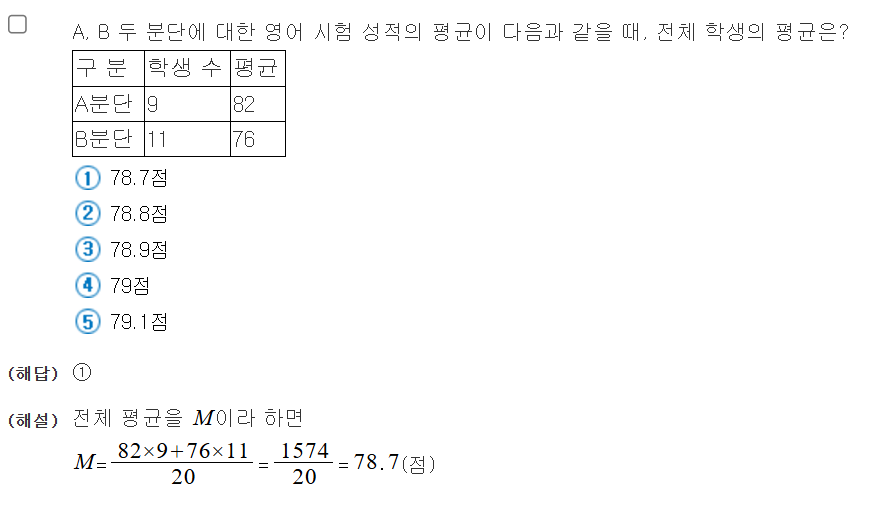 A, B 두 분단에 대한 영어 시험 성적의 평균이 다음과 같을 때, 전체 학생의 평균은?
구 분 학생 수 평균
A분단 9 82
B분단 11 76
① 78.7점
② 78.8점
③ 78.9점
④ 79점
⑤ 79.1점
(해답) ①
(해설) 전체 평균을 M이라 하면
M= 82×9+76×11 / 20 = 1574 / 20 = 78.7(점)